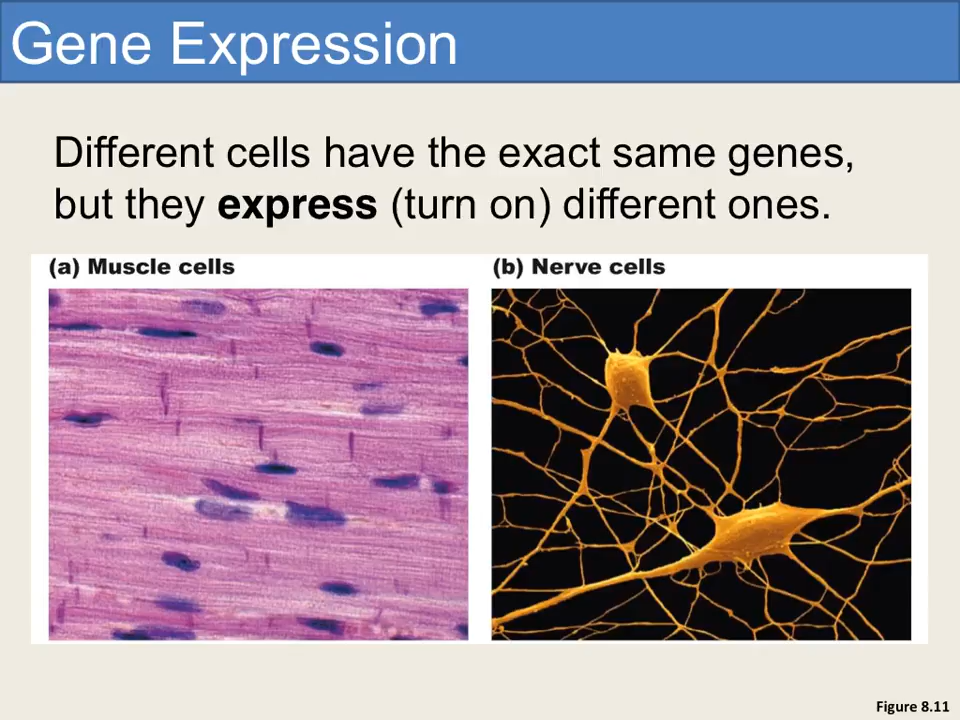 Gene Expression
Different cells have the exact same genes,
but they express (turn on) different ones.
(a) Muscle cells
(b) Nerve cells
Figure 8.11